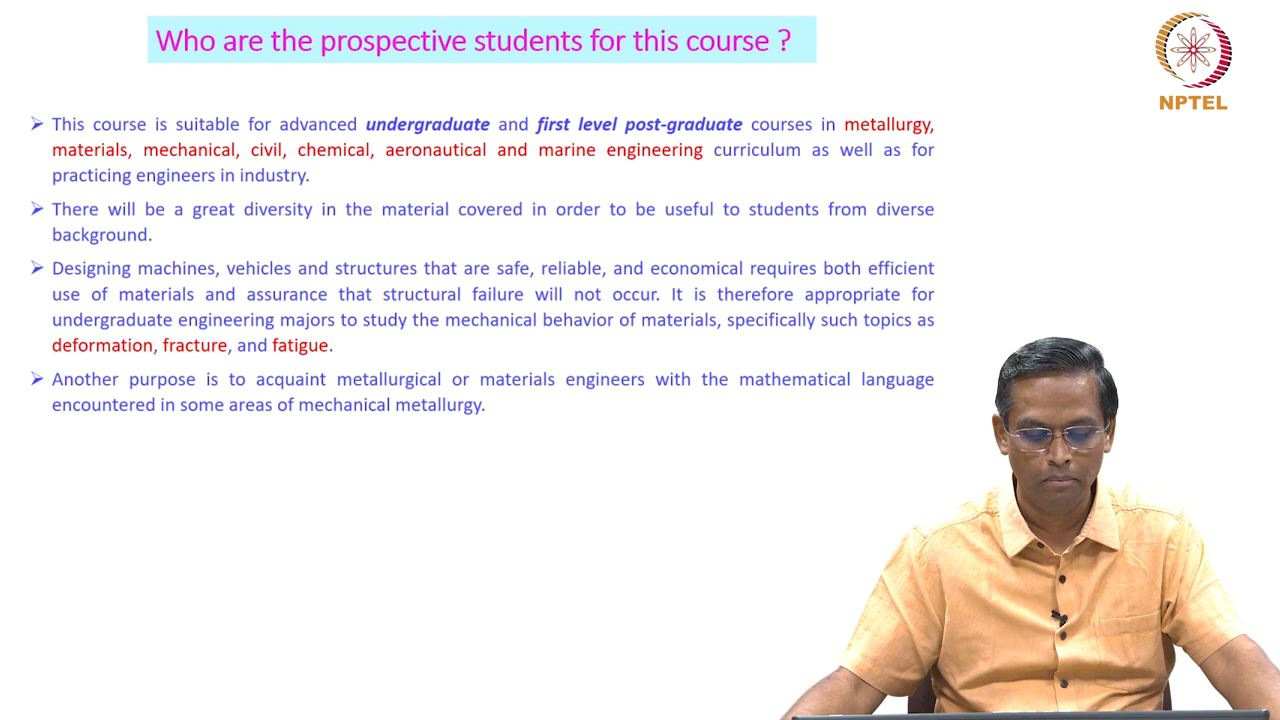 Who are the prospective students for this course ?
NPTEL
➢ This course is suitable for advanced undergraduate and first level post-graduate courses in metallurgy,
materials, mechanical, civil, chemical, aeronautical and marine engineering curriculum as well as for
practicing engineers in industry.
➢ There will be a great diversity in the material covered in order to be useful to students from diverse
background.
➢ Designing machines, vehicles and structures that are safe, reliable, and economical requires both efficient
use of materials and assurance that structural failure will not occur. It is therefore appropriate for
undergraduate engineering majors to study the mechanical behavior of materials, specifically such topics as
deformation, fracture, and fatigue.
➢ Another purpose is to acquaint metallurgical or materials engineers with the mathematical language
encountered in some areas of mechanical metallurgy.